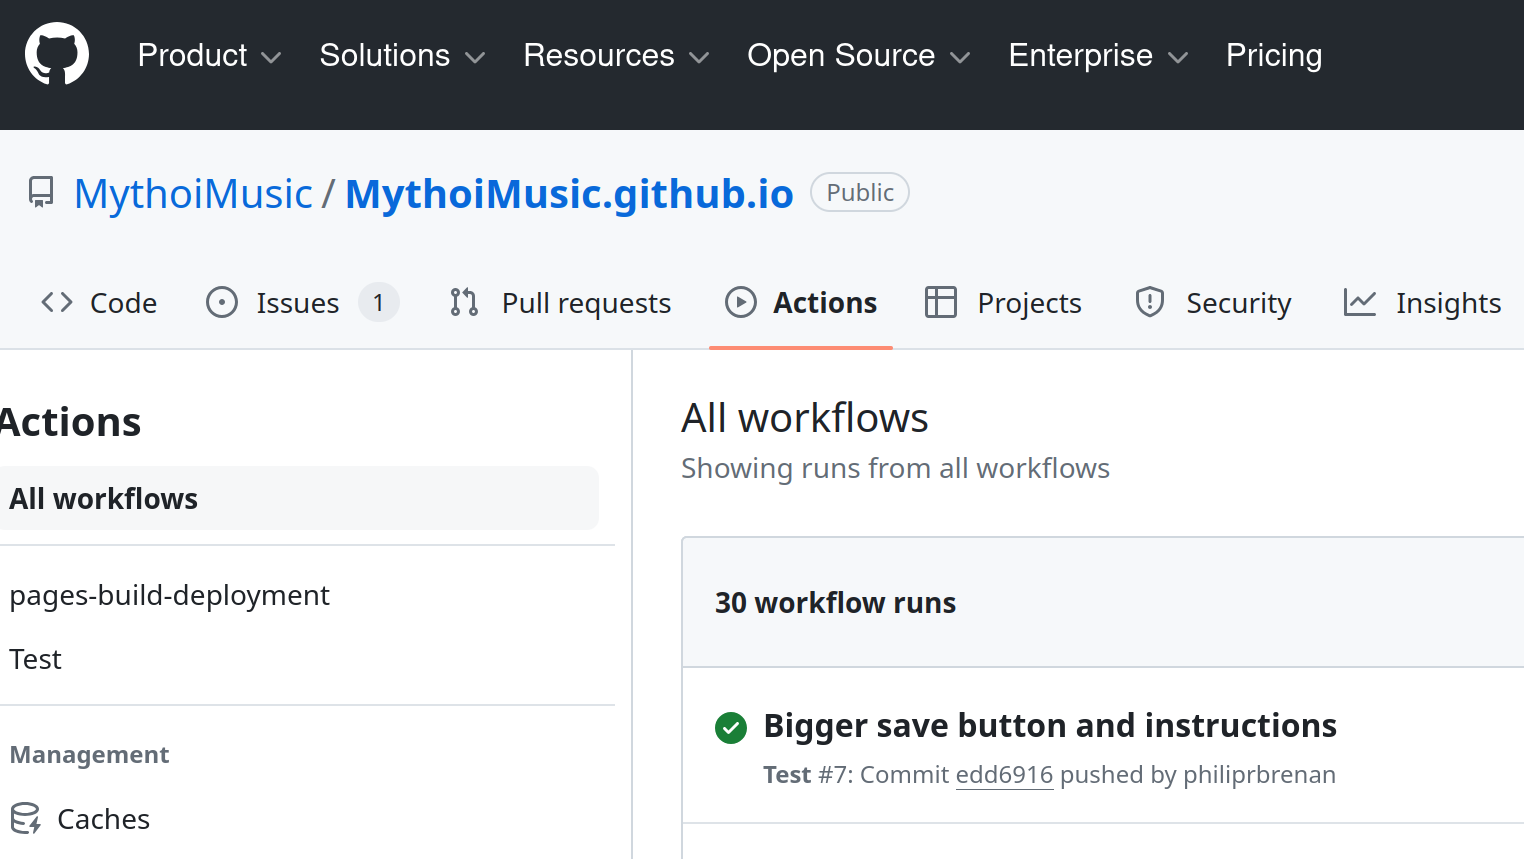 Product Solutions Resources Open Source Enterprise Pricing
MythoiMusic / MythoiMusic.github.io Public
Code Issues 1 Pull requests Actions Projects Security Insights
Actions
All workflows
pages-build-deployment
Test
Management
Caches
All workflows
Showing runs from all workflows
30 workflow runs
Bigger save button and instructions
Test #7: Commit edd6916 pushed by philiprbrenan